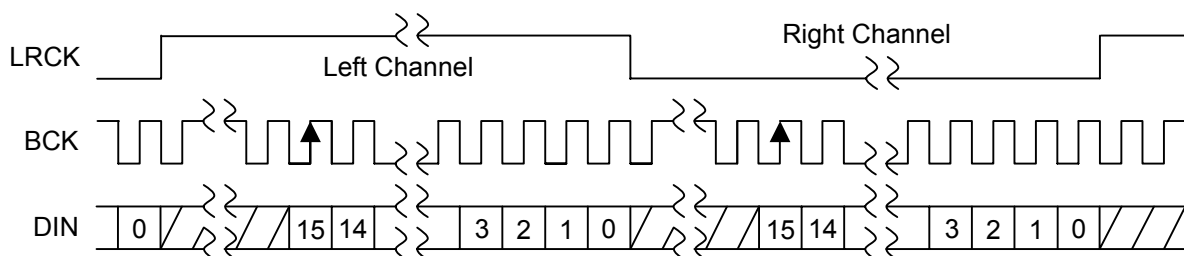 LRCK
Left Channel
Right Channel
BCK
DIN 0 15 14 3 2 1 0 15 14 3 2 1 0